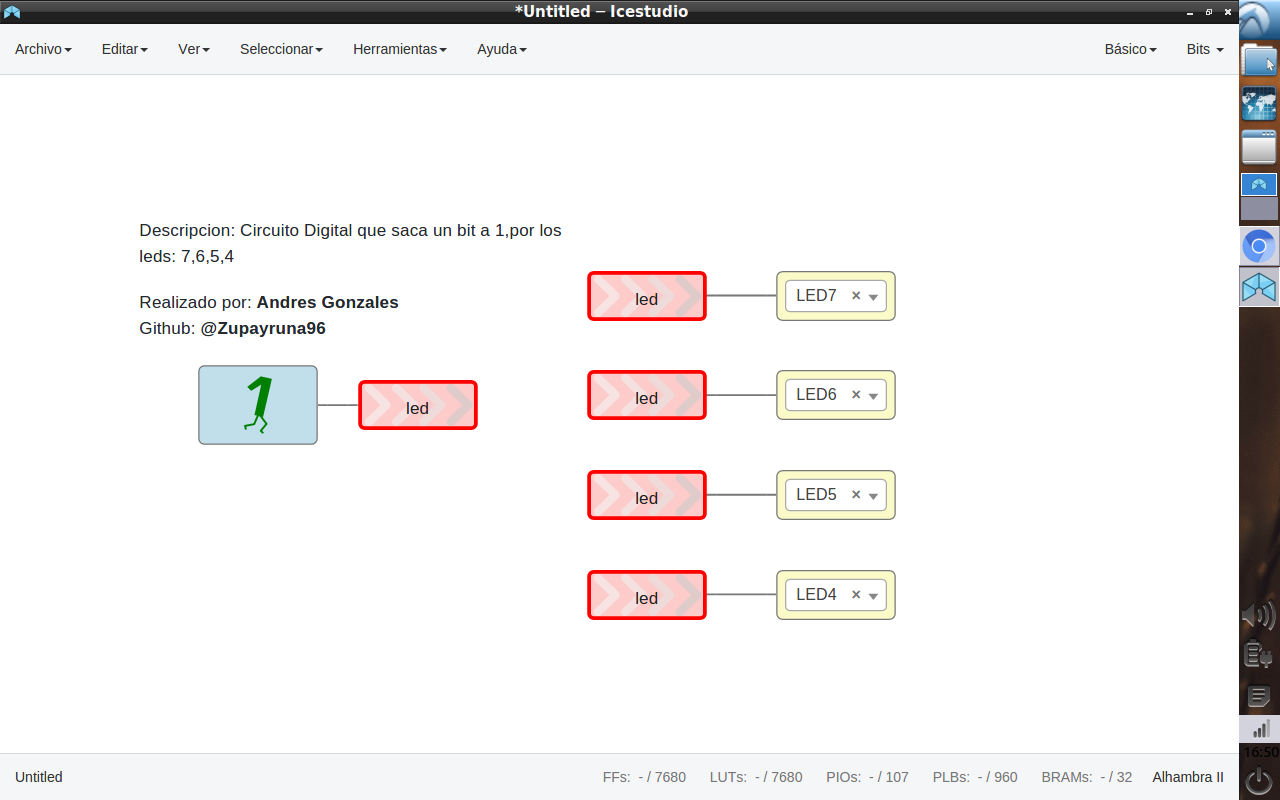 *Untitled – Icestudio
Archivo Editar Ver Seleccionar Herramientas Ayuda Básico Bits
Descripcion: Circuito Digital que saca un bit a 1,por los
leds: 7,6,5,4
Realizado por: Andres Gonzales
Github: @Zupayruna96
1
led
led
LED7 ×
led
LED6 ×
led
LED5 ×
led
LED4 ×
Untitled FFs: - / 7680 LUTs: - / 7680 PIOs: - / 107 PLBs: - / 960 BRAMs: - / 32 Alhambra II
16:50